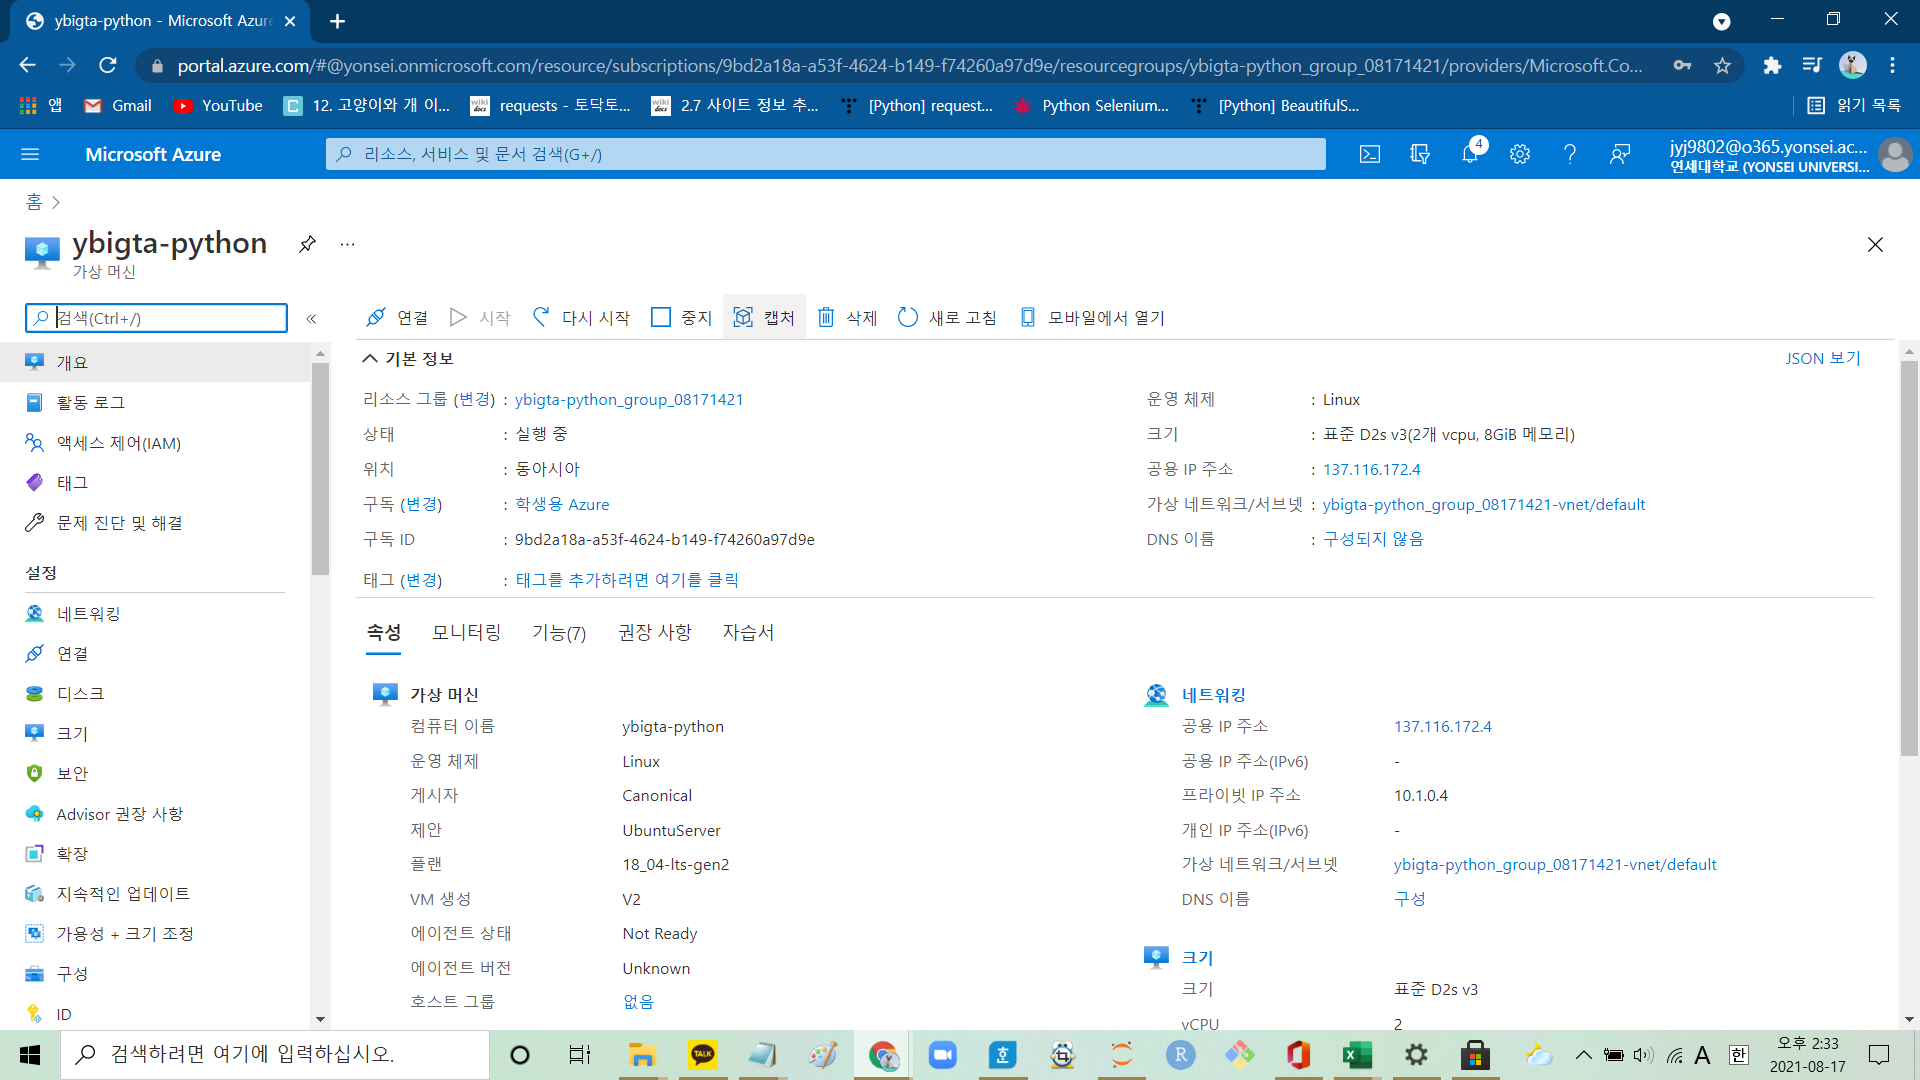 ybigta-python - Microsoft Azure
portal.azure.com/#@yonsei.onmicrosoft.com/resource/subscriptions/9bd2a18a-a53f-4624-b149-f74260a97d9e/resourcegroups/ybigta-python_group_08171421/providers/Microsoft.Co...
앱 Gmail YouTube 12. 고양이와 개 이... requests - 토닥토... 2.7 사이트 정보 추... [Python] request... Python Selenium... [Python] BeautifulS... 읽기 목록
Microsoft Azure
리소스, 서비스 및 문서 검색(G+/)
4
jyj9802@o365.yonsei.ac...
연세대학교 (YONSEI UNIVERSI...
홈
ybigta-python
가상 머신
검색(Ctrl+/)
연결 시작 다시 시작 중지 캡처 삭제 새로 고침 모바일에서 열기
개요
활동 로그
액세스 제어(IAM)
태그
문제 진단 및 해결
설정
네트워킹
연결
디스크
크기
보안
Advisor 권장 사항
확장
지속적인 업데이트
가용성 + 크기 조정
구성
ID
기본 정보
JSON 보기
리소스 그룹 (변경) : ybigta-python_group_08171421
상태 : 실행 중
위치 : 동아시아
구독 (변경) : 학생용 Azure
구독 ID : 9bd2a18a-a53f-4624-b149-f74260a97d9e
태그 (변경) : 태그를 추가하려면 여기를 클릭
운영 체제 : Linux
크기 : 표준 D2s v3(2개 vcpu, 8GiB 메모리)
공용 IP 주소 : 137.116.172.4
가상 네트워크/서브넷 : ybigta-python_group_08171421-vnet/default
DNS 이름 : 구성되지 않음
속성 모니터링 기능(7) 권장 사항 자습서
가상 머신
컴퓨터 이름 ybigta-python
운영 체제 Linux
게시자 Canonical
제안 UbuntuServer
플랜 18_04-lts-gen2
VM 생성 V2
에이전트 상태 Not Ready
에이전트 버전 Unknown
호스트 그룹 없음
네트워킹
공용 IP 주소 137.116.172.4
공용 IP 주소(IPv6) -
프라이빗 IP 주소 10.1.0.4
개인 IP 주소(IPv6) -
가상 네트워크/서브넷 ybigta-python_group_08171421-vnet/default
DNS 이름 구성
크기
크기 표준 D2s v3
vCPU 2
검색하려면 여기에 입력하십시오.
TALK
A 한
오후 2:33
2021-08-17